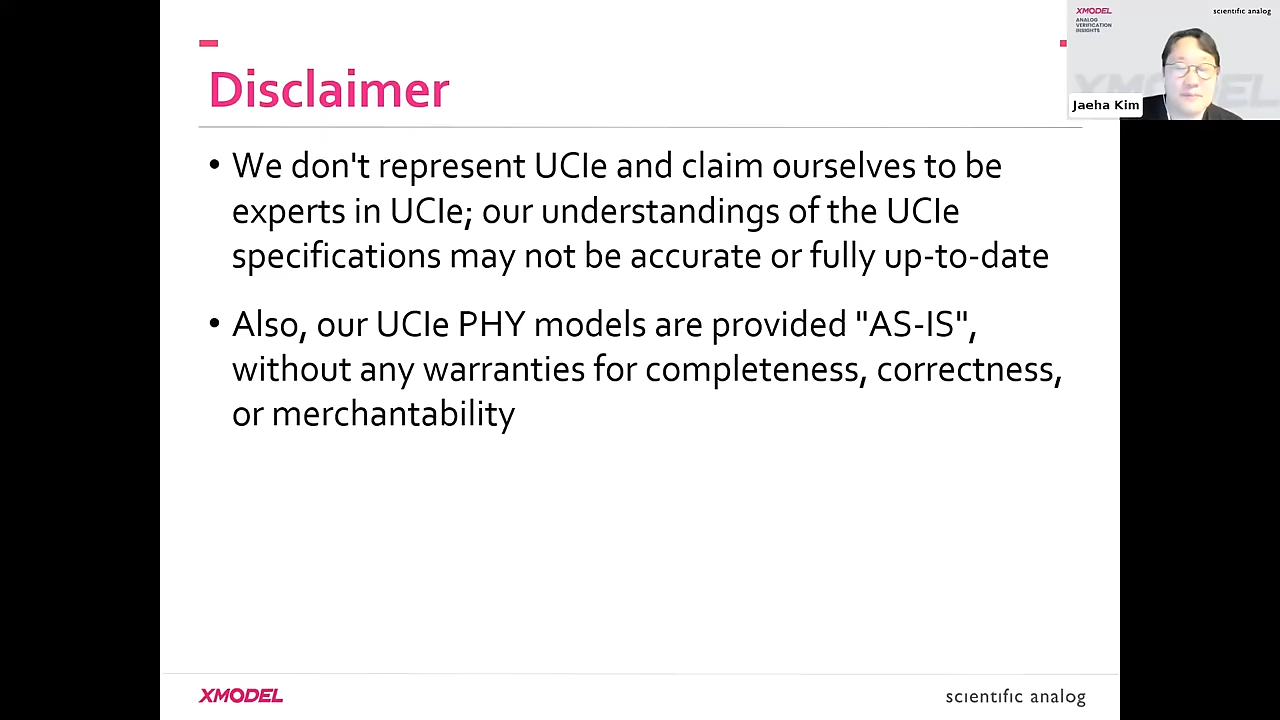 XMODEL
scientific analog
ANALOG
VERIFICATION
INSIGHTS
Jaeha Kim
Disclaimer
• We don't represent UCIe and claim ourselves to be
experts in UCIe; our understandings of the UCIe
specifications may not be accurate or fully up-to-date
• Also, our UCIe PHY models are provided "AS-IS",
without any warranties for completeness, correctness,
or merchantability
XMODEL
scientific analog